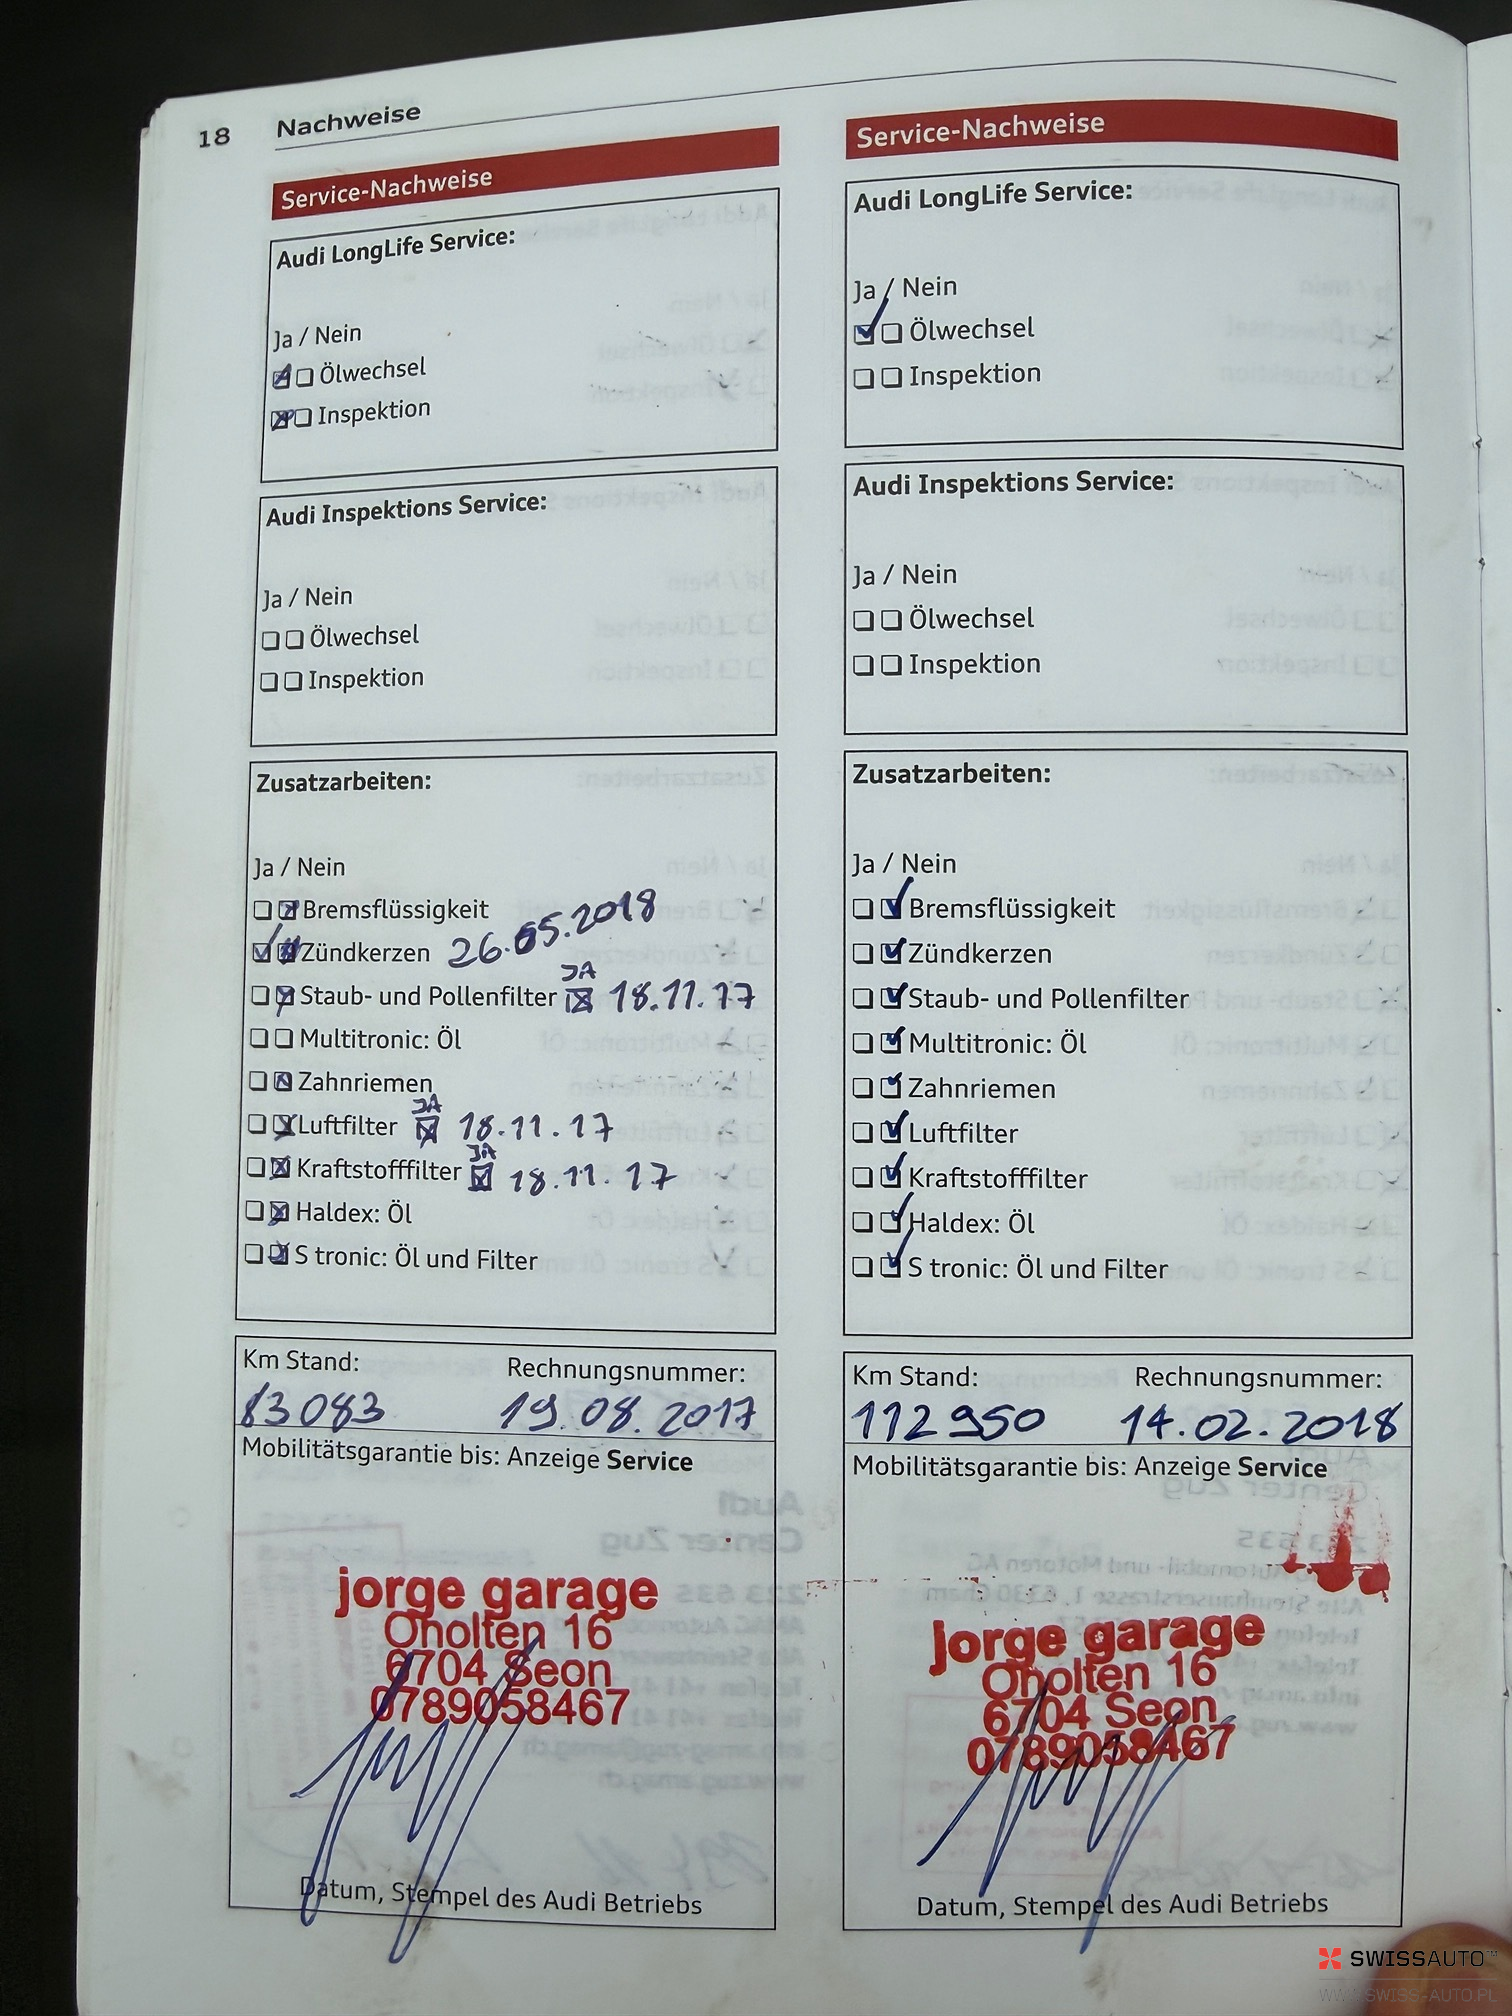 18 Nachweise
Service-Nachweise
Audi LongLife Service:
Ja / Nein
Ölwechsel
Inspektion
Audi Inspektions Service:
Ja / Nein
Ölwechsel
Inspektion
Zusatzarbeiten:
Ja / Nein
Bremsflüssigkeit
Zündkerzen 26.05.2018
JA
Staub- und Pollenfilter 18.11.17
Multitronic: Öl
Zahnriemen
JA
Luftfilter 18.11.17
JA
Kraftstofffilter 18.11.17
Haldex: Öl
S tronic: Öl und Filter
Km Stand: Rechnungsnummer:
83083 19.08.2017
Mobilitätsgarantie bis: Anzeige Service
jorge garage
Oholten 16
6704 Seon
0789058467
Datum, Stempel des Audi Betriebs
Service-Nachweise
Audi LongLife Service:
Ja / Nein
Ölwechsel
Inspektion
Audi Inspektions Service:
Ja / Nein
Ölwechsel
Inspektion
Zusatzarbeiten:
Ja / Nein
Bremsflüssigkeit
Zündkerzen
Staub- und Pollenfilter
Multitronic: Öl
Zahnriemen
Luftfilter
Kraftstofffilter
Haldex: Öl
S tronic: Öl und Filter
Km Stand: Rechnungsnummer:
112950 14.02.2018
Mobilitätsgarantie bis: Anzeige Service
jorge garage
Oholten 16
6704 Seon
0789058467
Datum, Stempel des Audi Betriebs
SWISSAUTO
WWW.SWISS-AUTO.PL